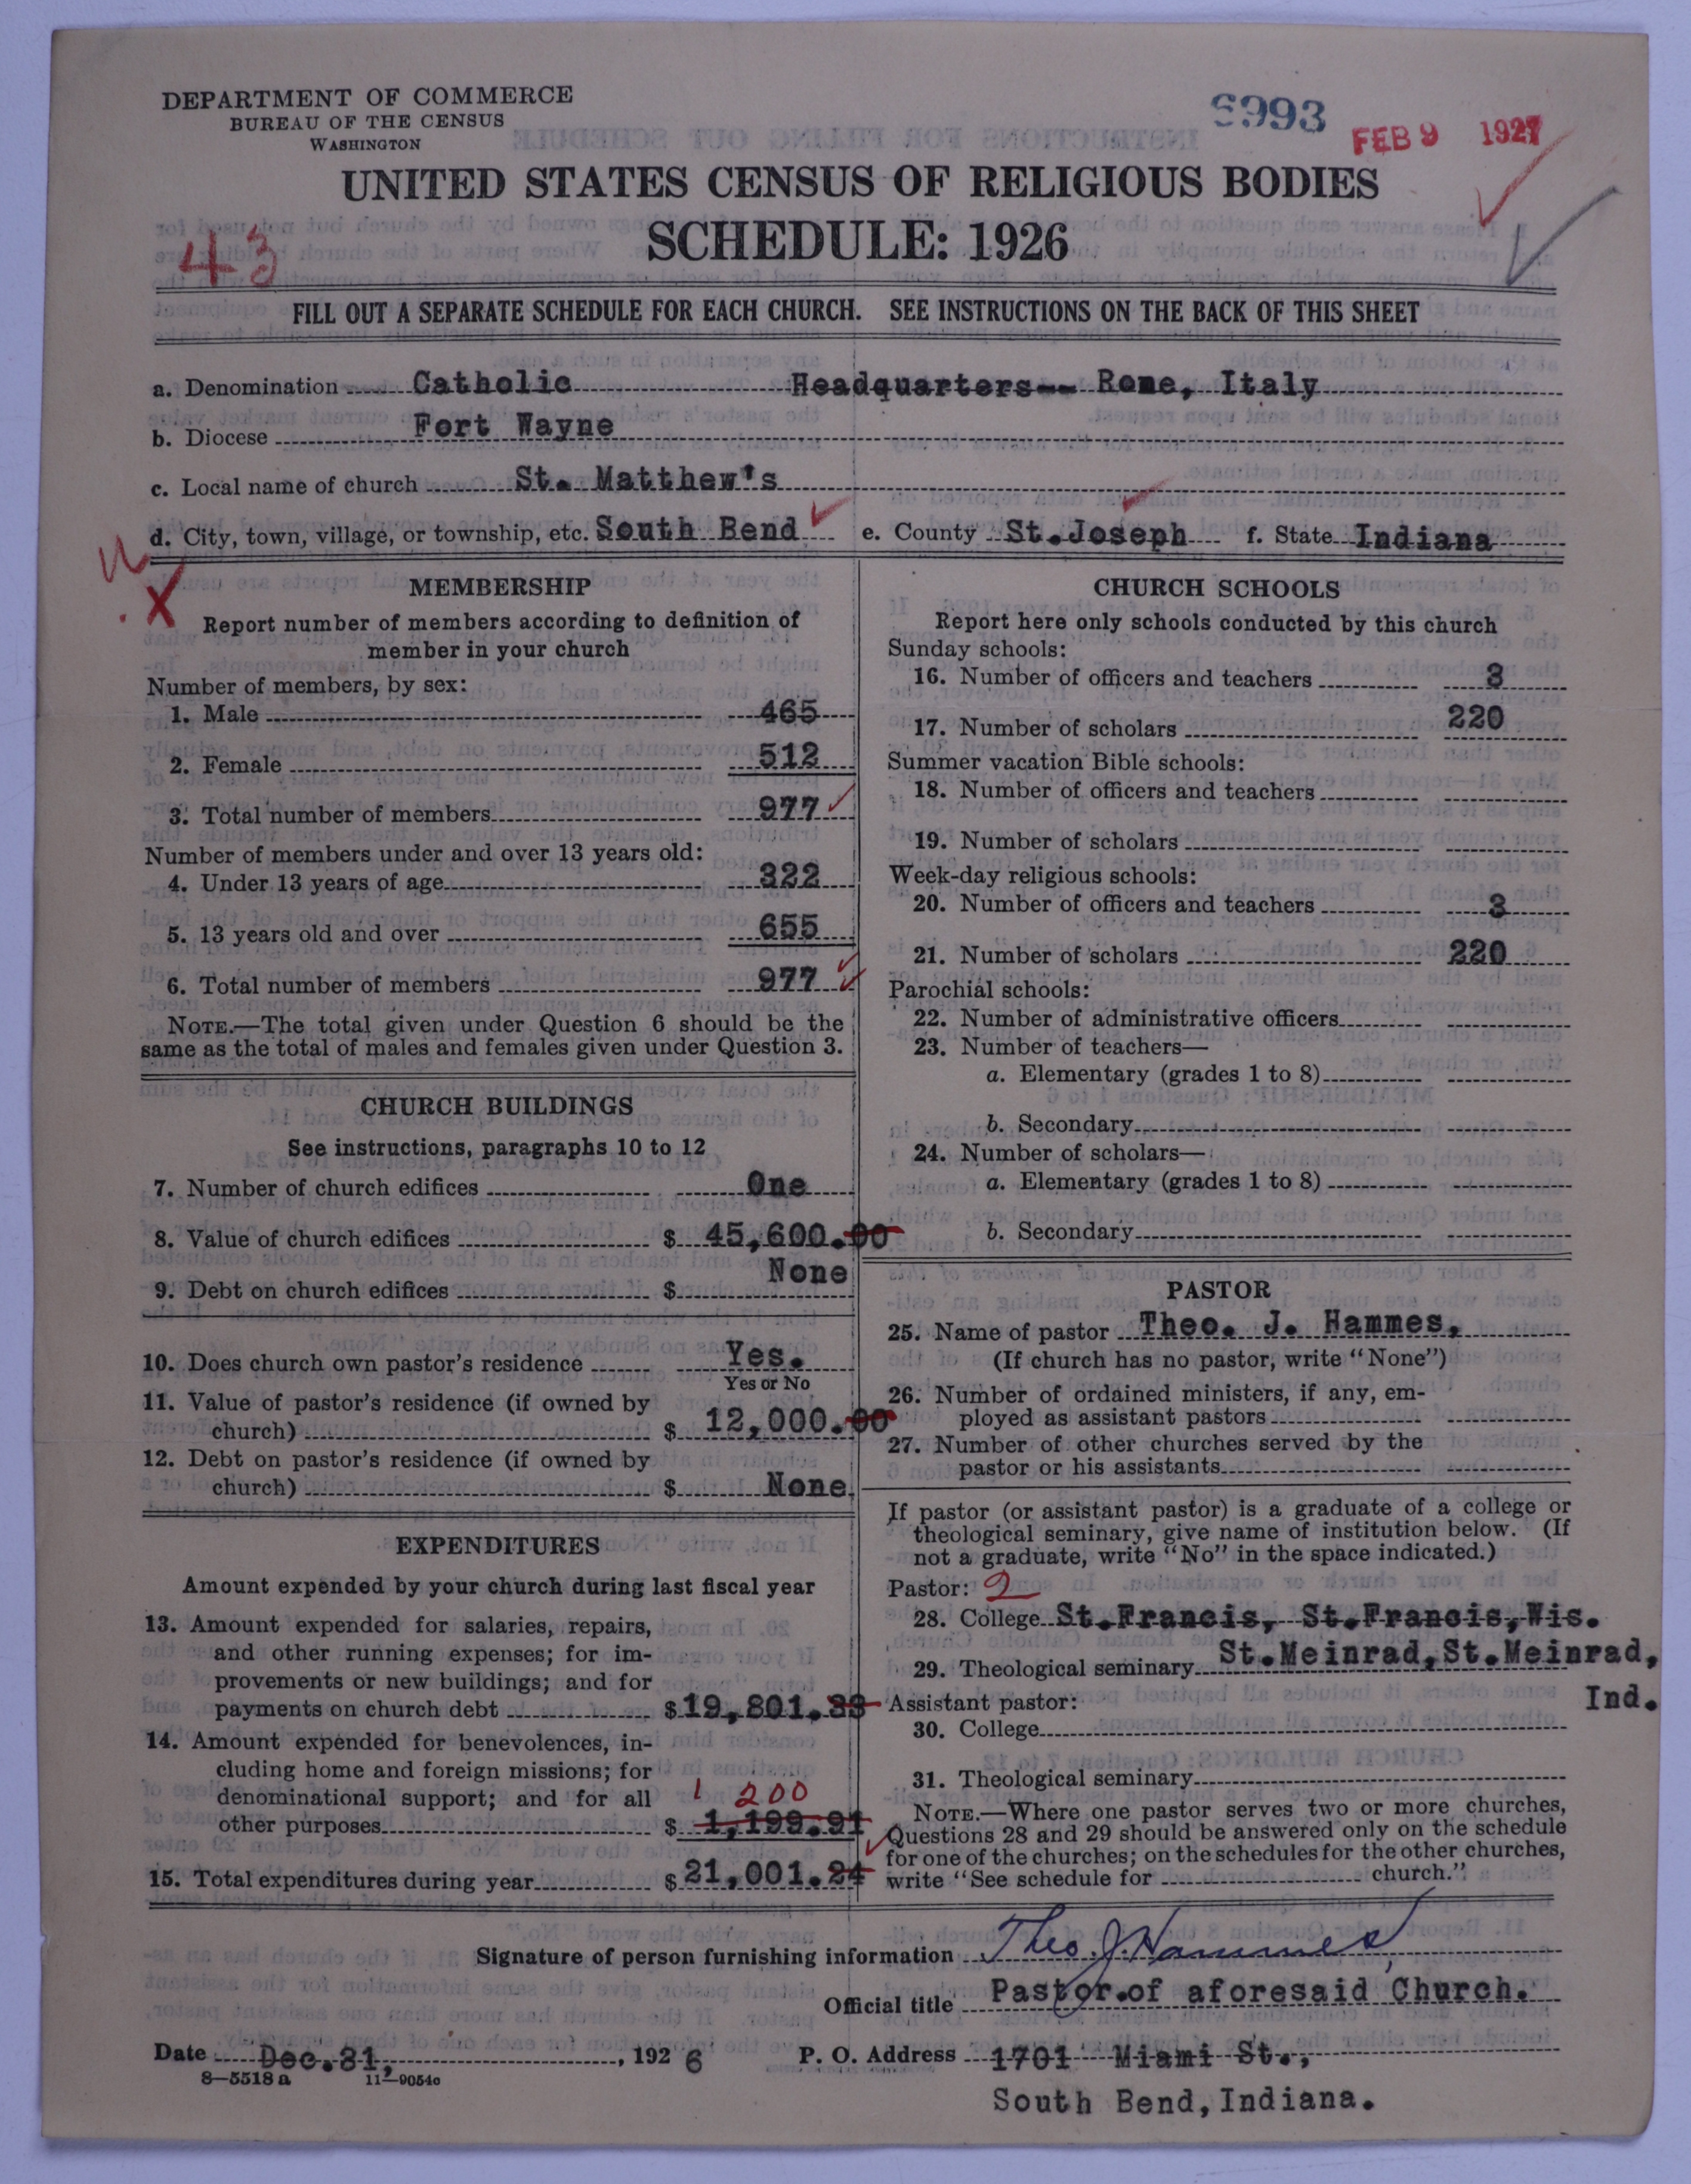 DEPARTMENT OF COMMERCE
BUREAU OF THE CENSUS
WASHINGTON
6993
FEB 9 1927
UNITED STATES CENSUS OF RELIGIOUS BODIES
SCHEDULE: 1926
43
FILL OUT A SEPARATE SCHEDULE FOR EACH CHURCH. SEE INSTRUCTIONS ON THE BACK OF THIS SHEET
a. Denomination Catholic Headquarters-- Rome, Italy
b. Diocese Fort Wayne
c. Local name of church St. Matthew's
d. City, town, village, or township, etc. South Bend e. County St.Joseph f. State Indiana
MEMBERSHIP
Report number of members according to definition of
member in your church
Number of members, by sex:
1. Male 465
2. Female 512
3. Total number of members 977
Number of members under and over 13 years old:
4. Under 13 years of age 322
5. 13 years old and over 655
6. Total number of members 977
NOTE.—The total given under Question 6 should be the
same as the total of males and females given under Question 3.
CHURCH BUILDINGS
See instructions, paragraphs 10 to 12
7. Number of church edifices One
8. Value of church edifices $ 45,600.00
9. Debt on church edifices $ None
10. Does church own pastor's residence Yes.
Yes or No
11. Value of pastor's residence (if owned by
church) $ 12,000.00
12. Debt on pastor's residence (if owned by
church) $ None
EXPENDITURES
Amount expended by your church during last fiscal year
13. Amount expended for salaries, repairs,
and other running expenses; for im-
provements or new buildings; and for
payments on church debt $19,801.33
14. Amount expended for benevolences, in-
cluding home and foreign missions; for
denominational support; and for all 1 200
other purposes $ 1,199.91
15. Total expenditures during year $21,001.24
CHURCH SCHOOLS
Report here only schools conducted by this church
Sunday schools:
16. Number of officers and teachers 3
17. Number of scholars 220
Summer vacation Bible schools:
18. Number of officers and teachers
19. Number of scholars
Week-day religious schools:
20. Number of officers and teachers 3
21. Number of scholars 220
Parochial schools:
22. Number of administrative officers
23. Number of teachers—
a. Elementary (grades 1 to 8)
b. Secondary
24. Number of scholars—
a. Elementary (grades 1 to 8)
b. Secondary
PASTOR
25. Name of pastor Theo. J. Hammes,
(If church has no pastor, write "None")
26. Number of ordained ministers, if any, em-
ployed as assistant pastors
27. Number of other churches served by the
pastor or his assistants
If pastor (or assistant pastor) is a graduate of a college or
theological seminary, give name of institution below. (If
not a graduate, write "No" in the space indicated.)
Pastor: 2
28. College St.Francis, St.Francis,Wis.
29. Theological seminary St.Meinrad,St.Meinrad,
Ind.
Assistant pastor:
30. College
31. Theological seminary
NOTE.—Where one pastor serves two or more churches,
Questions 28 and 29 should be answered only on the schedule
for one of the churches; on the schedules for the other churches,
write "See schedule for church."
Signature of person furnishing information Theo. J. Hammes,
Official title Pastor.of aforesaid Church.
Date Dec.31, , 1926 P. O. Address 1701 Miami St.,
8—5518 a 11—9054c
South Bend,Indiana.